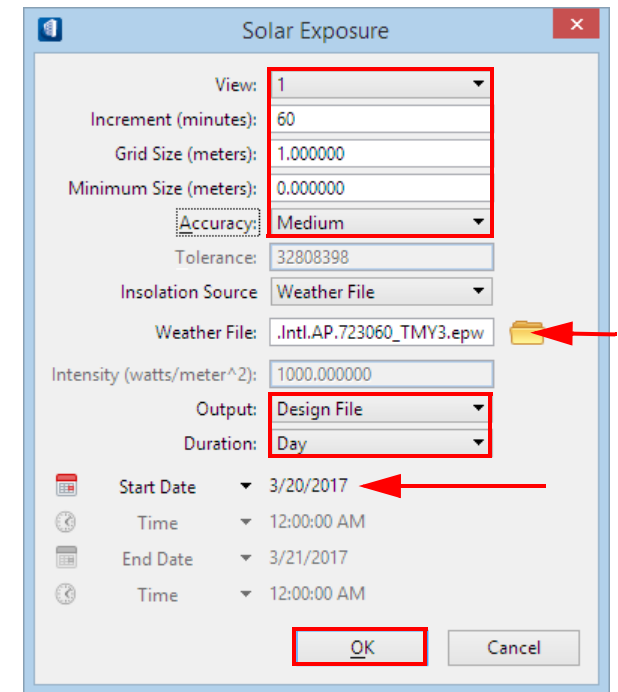 Solar Exposure
View: 1
Increment (minutes): 60
Grid Size (meters): 1.000000
Minimum Size (meters): 0.000000
Accuracy: Medium
Tolerance: 32808398
Insolation Source Weather File
Weather File: .Intl.AP.723060_TMY3.epw
Intensity (watts/meter^2): 1000.000000
Output: Design File
Duration: Day
Start Date 3/20/2017
Time 12:00:00 AM
End Date 3/21/2017
Time 12:00:00 AM
OK Cancel